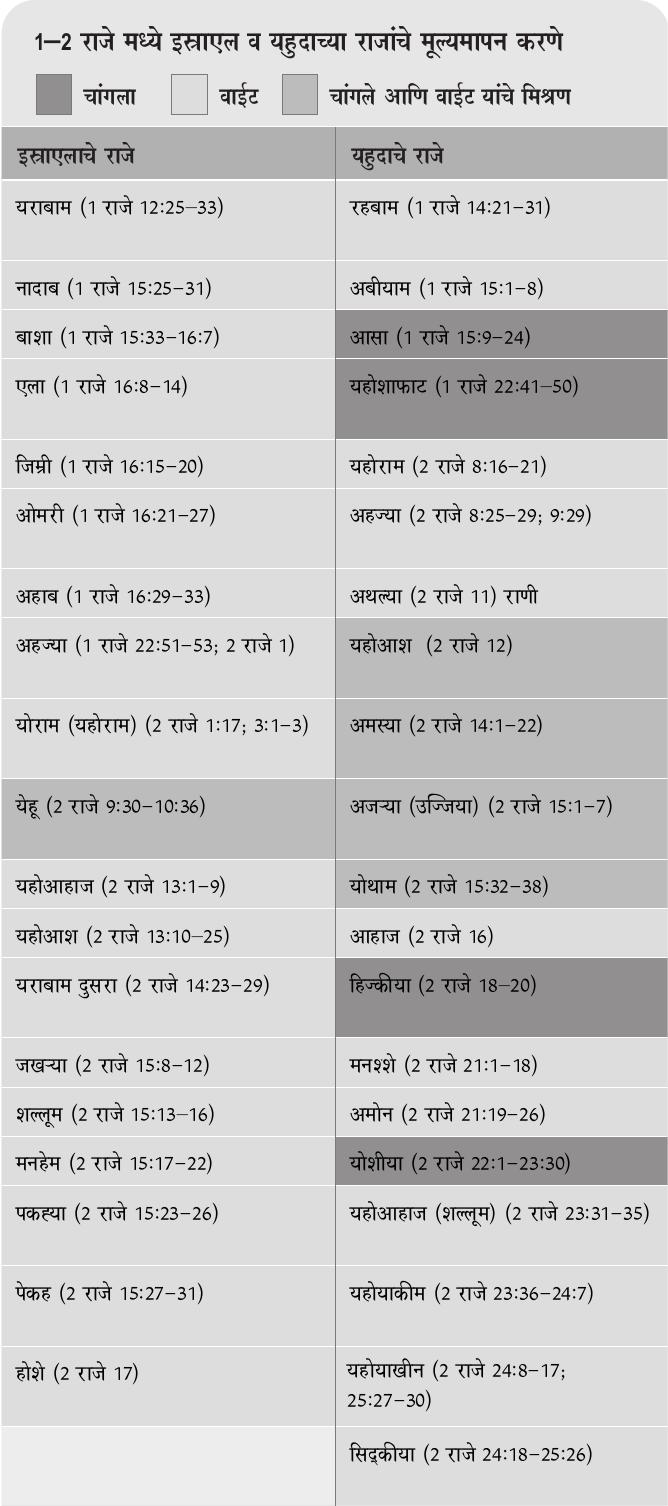 1–2 राजे मध्ये इस्राएल व यहुदाच्या राजांचे मूल्यमापन करणे
चांगला वाईट चांगले आणि वाईट यांचे मिश्रण
इस्राएलाचे राजे यहुदाचे राजे
यराबाम (1 राजे 12:25–33) रहबाम (1 राजे 14:21–31)
नादाब (1 राजे 15:25–31) अबीयाम (1 राजे 15:1–8)
बाशा (1 राजे 15:33–16:7) आसा (1 राजे 15:9–24)
एला (1 राजे 16:8–14) यहोशाफाट (1 राजे 22:41–50)
जिम्री (1 राजे 16:15–20) यहोराम (2 राजे 8:16–21)
ओमरी (1 राजे 16:21–27) अहज्या (2 राजे 8:25–29; 9:29)
अहाब (1 राजे 16:29–33) अथल्या (2 राजे 11) राणी
अहज्या (1 राजे 22:51–53; 2 राजे 1) यहोआश (2 राजे 12)
योराम (यहोराम) (2 राजे 1:17; 3:1–3) अमस्या (2 राजे 14:1–22)
येहू (2 राजे 9:30–10:36) अजऱ्या (उज्जिया) (2 राजे 15:1–7)
यहोआहाज (2 राजे 13:1–9) योथाम (2 राजे 15:32–38)
यहोआश (2 राजे 13:10–25) आहाज (2 राजे 16)
यराबाम दुसरा (2 राजे 14:23–29) हिज्कीया (2 राजे 18–20)
जखऱ्या (2 राजे 15:8–12) मनश्शे (2 राजे 21:1–18)
शल्लूम (2 राजे 15:13–16) अमोन (2 राजे 21:19–26)
मनहेम (2 राजे 15:17–22) योशीया (2 राजे 22:1–23:30)
पकह्या (2 राजे 15:23–26) यहोआहाज (शल्लूम) (2 राजे 23:31–35)
पेकह (2 राजे 15:27–31) यहोयाकीम (2 राजे 23:36–24:7)
होशे (2 राजे 17) यहोयाखीन (2 राजे 24:8–17;
25:27–30)
सिद्कीया (2 राजे 24:18–25:26)